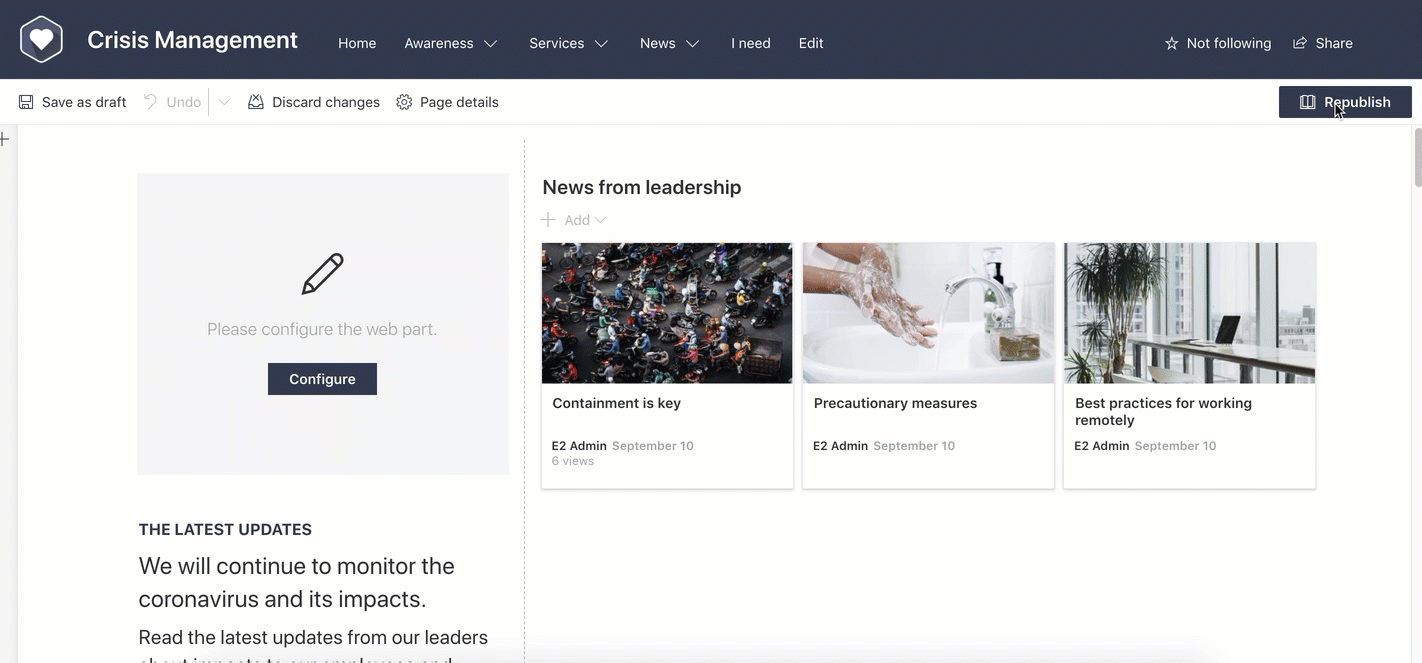 Crisis Management
Home
Awareness
Services
News
I need
Edit
Not following
Share
Save as draft
Undo
Discard changes
Page details
Republish
Please configure the web part.
Configure
THE LATEST UPDATES
We will continue to monitor the
coronavirus and its impacts.
Read the latest updates from our leaders
News from leadership
Add
Containment is key
E2 Admin September 10
6 views
Precautionary measures
E2 Admin September 10
Best practices for working
remotely
E2 Admin September 10